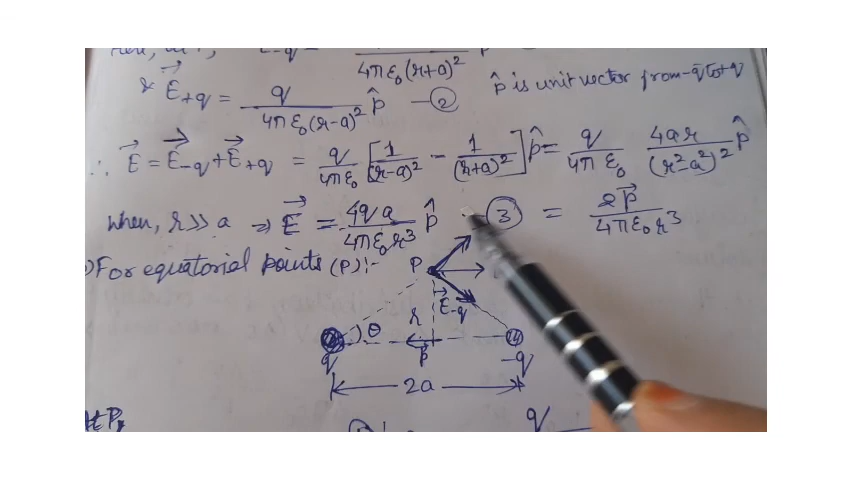 4πε₀(r+a)²
& E⃗₊q = q / 4πε₀(r-a)² p̂ — ② p̂ is unit vector from -q to +q
∴ E⃗ = E⃗₋q + E⃗₊q = q/4πε₀ [1/(r-a)² - 1/(r+a)²] p̂ = q/4πε₀ 4ar/(r²-a²)² p̂
when, r >> a ⇒ E⃗ = 4qa/4πε₀r³ p̂ - ③ = 2p⃗/4πε₀r³
) For equatorial points (P) :-
P
E⃗₋q
r
θ
q p⃗ -q
2a
At P,
q